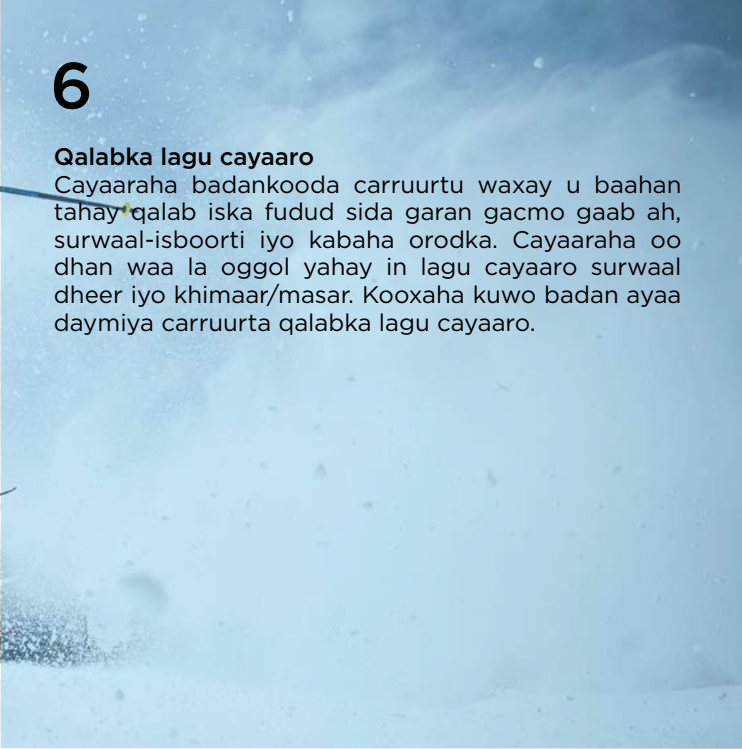 6
Qalabka lagu cayaaro
Cayaaraha badankooda carruurtu waxay u baahan
tahay qalab iska fudud sida garan gacmo gaab ah,
surwaal-isboorti iyo kabaha orodka. Cayaaraha oo
dhan waa la oggol yahay in lagu cayaaro surwaal
dheer iyo khimaar/masar. Kooxaha kuwo badan ayaa
daymiya carruurta qalabka lagu cayaaro.